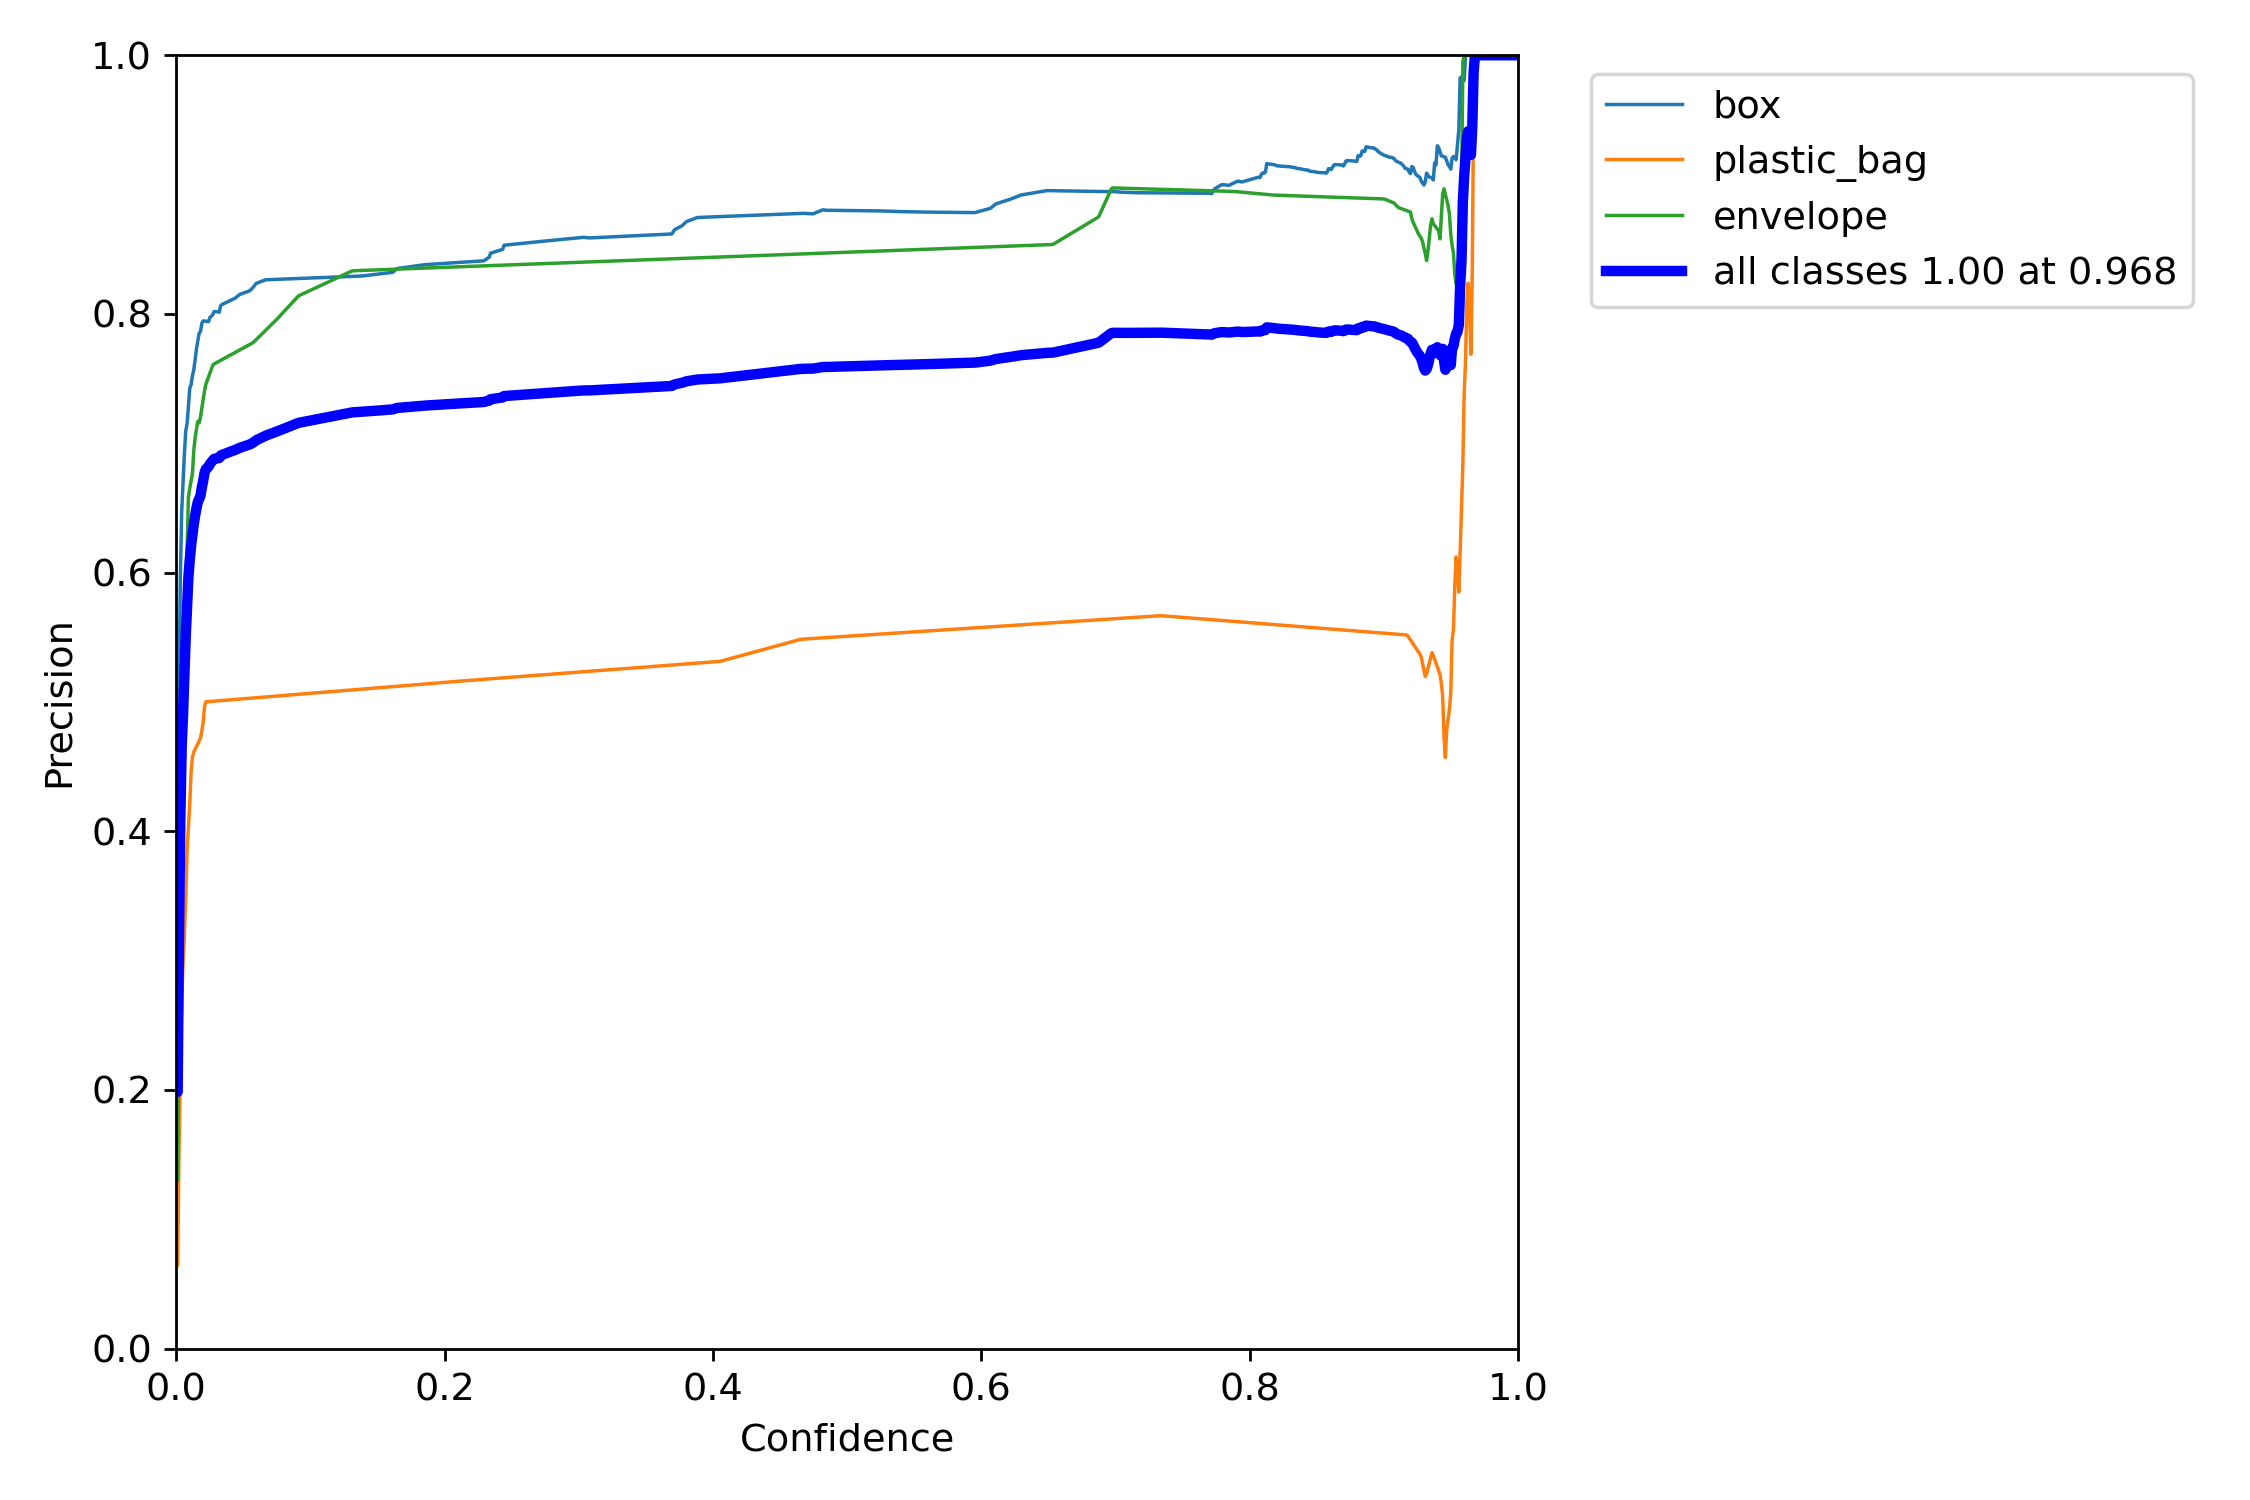 1.0
0.8
0.6
0.4
0.2
0.0
Precision
0.0 0.2 0.4 0.6 0.8 1.0
Confidence
box
plastic_bag
envelope
all classes 1.00 at 0.968